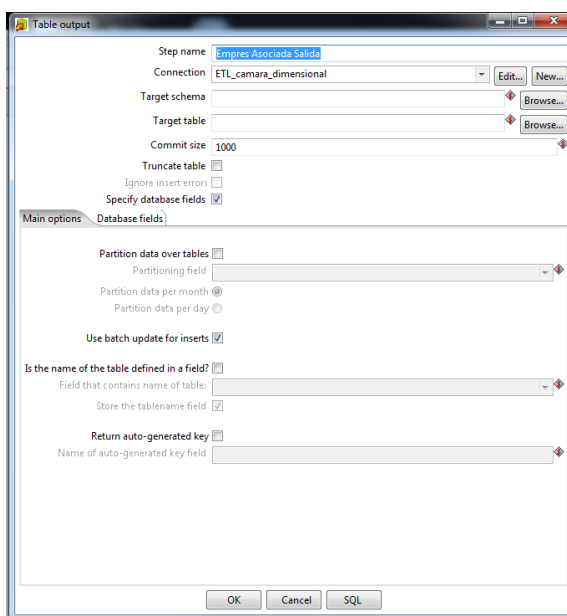 Table output
Step name Empres Asociada Salida
Connection ETL_camara_dimensional Edit... New...
Target schema Browse...
Target table Browse...
Commit size 1000
Truncate table
Ignore insert errors
Specify database fields
Main options Database fields
Partition data over tables
Partitioning field
Partition data per month
Partition data per day
Use batch update for inserts
Is the name of the table defined in a field?
Field that contains name of table:
Store the tablename field
Return auto-generated key
Name of auto-generated key field
OK Cancel SQL